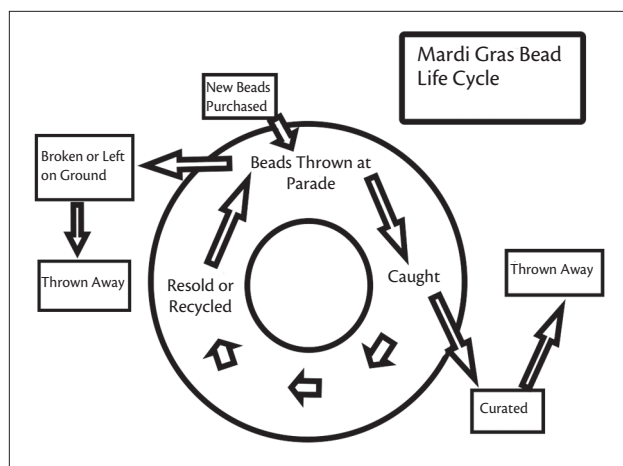 Mardi Gras Bead
Life Cycle
New Beads
Purchased
Broken or Left
on Ground
Beads Thrown at
Parade
Thrown Away
Resold or
Recycled
Caught
Thrown Away
Curated